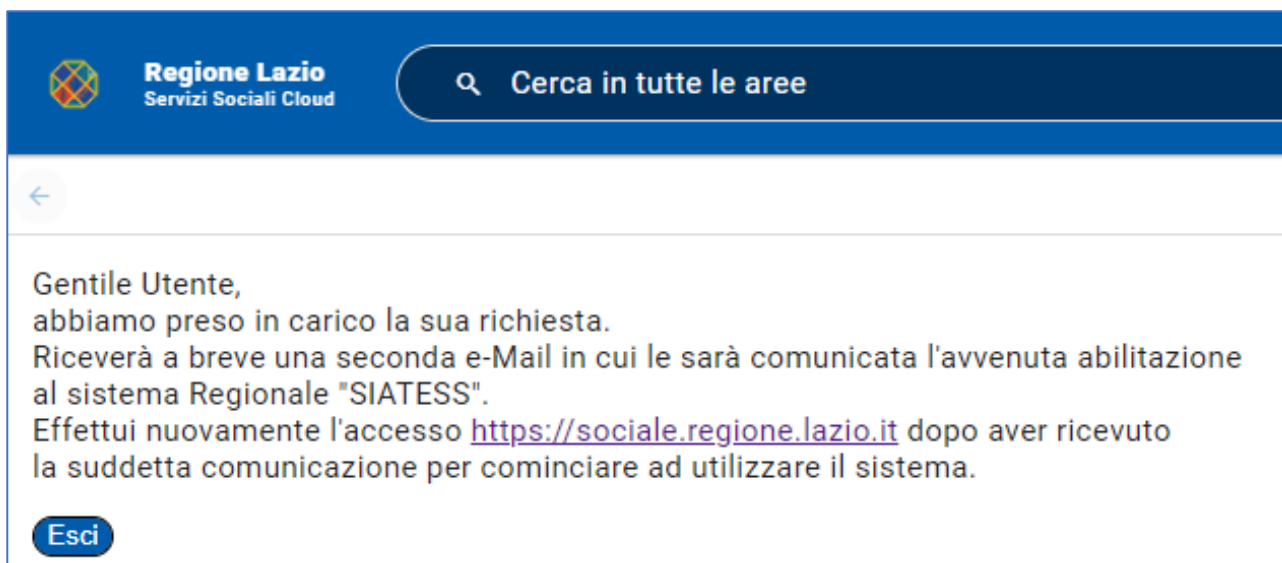 Regione Lazio
Servizi Sociali Cloud
Cerca in tutte le aree
Gentile Utente,
abbiamo preso in carico la sua richiesta.
Riceverà a breve una seconda e-Mail in cui le sarà comunicata l'avvenuta abilitazione
al sistema Regionale "SIATESS".
Effettui nuovamente l'accesso https://sociale.regione.lazio.it dopo aver ricevuto
la suddetta comunicazione per cominciare ad utilizzare il sistema.
Esci